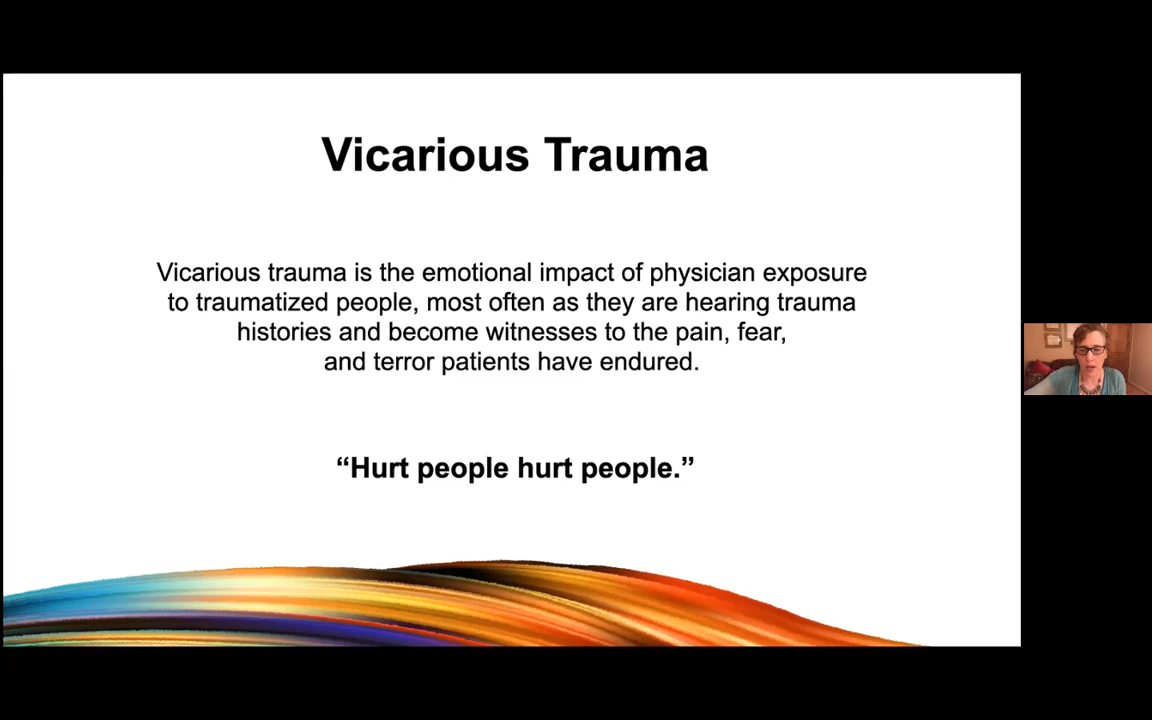 Vicarious Trauma
Vicarious trauma is the emotional impact of physician exposure
to traumatized people, most often as they are hearing trauma
histories and become witnesses to the pain, fear,
and terror patients have endured.
“Hurt people hurt people.”